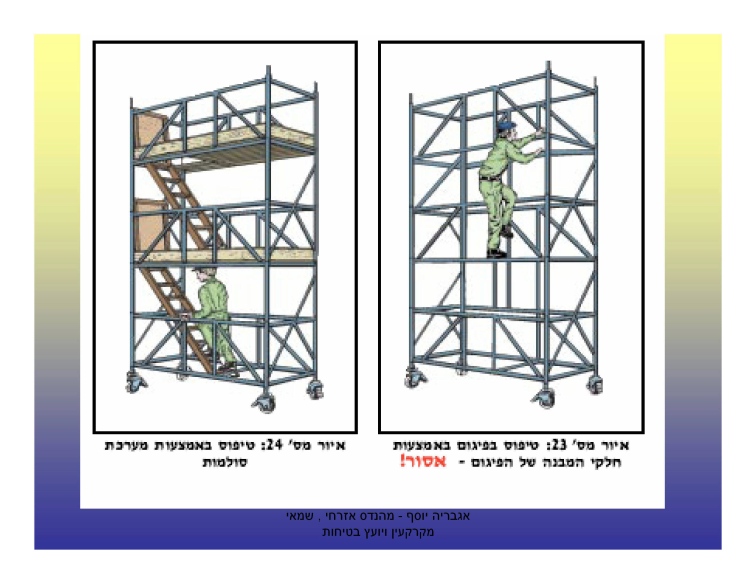 איור מס' 23: טיפוס בפיגום באמצעות
חלקי המבנה של הפיגום - אסור!
איור מס' 24: טיפוס באמצעות מערכת
סולמות
אגבריה יוסף - מהנדס אזרחי , שמאי
מקרקעין ויועץ בטיחות